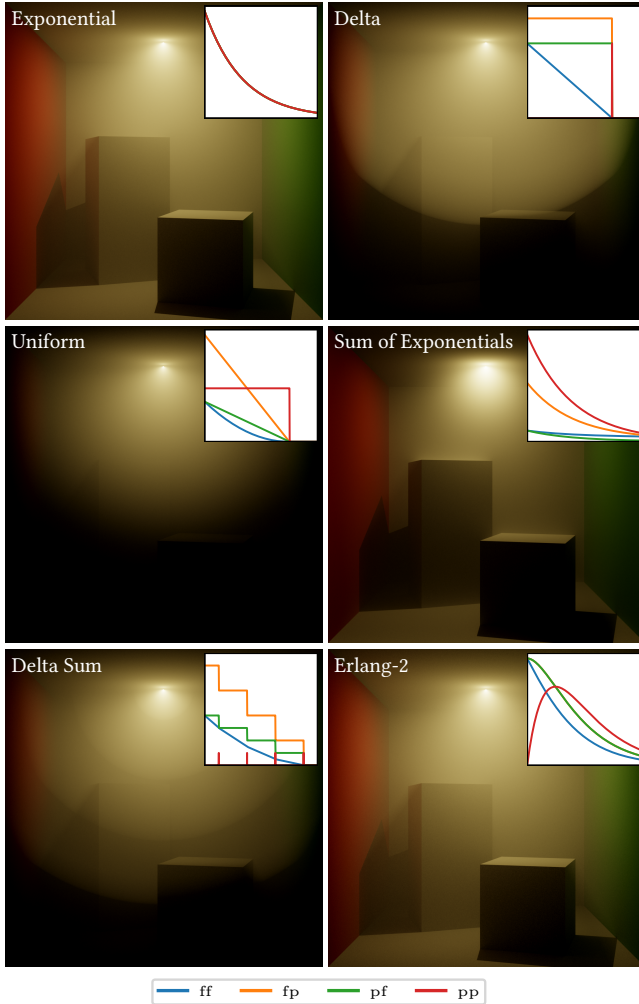 Exponential
Delta
Uniform
Sum of Exponentials
Delta Sum
Erlang-2
ff fp pf pp